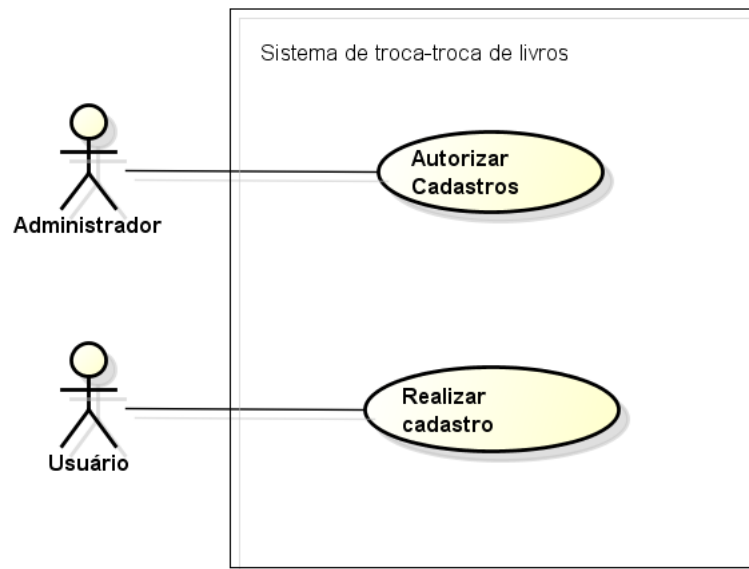 Sistema de troca-troca de livros
Autorizar
Cadastros
Administrador
Realizar
cadastro
Usuário